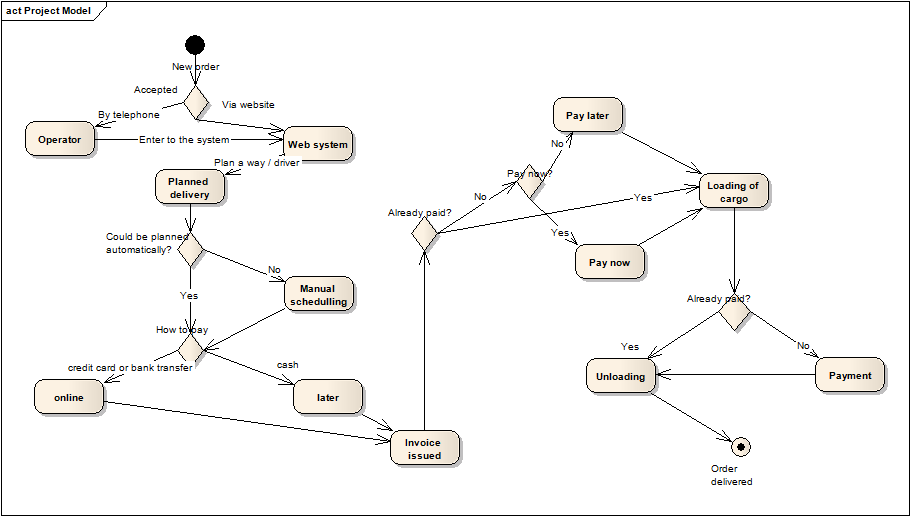 act Project Model
New order
Accepted
Via website
By telephone
Operator
Enter to the system
Web system
Plan a way / driver
Planned
delivery
Could be planned
automatically?
No
Yes
Manual
schedulling
How to pay
credit card or bank transfer
cash
online
later
Invoice
issued
Already paid?
No
Yes
Pay now?
No
Yes
Pay later
Pay now
Loading of
cargo
Already paid?
Yes
No
Unloading
Payment
Order
delivered